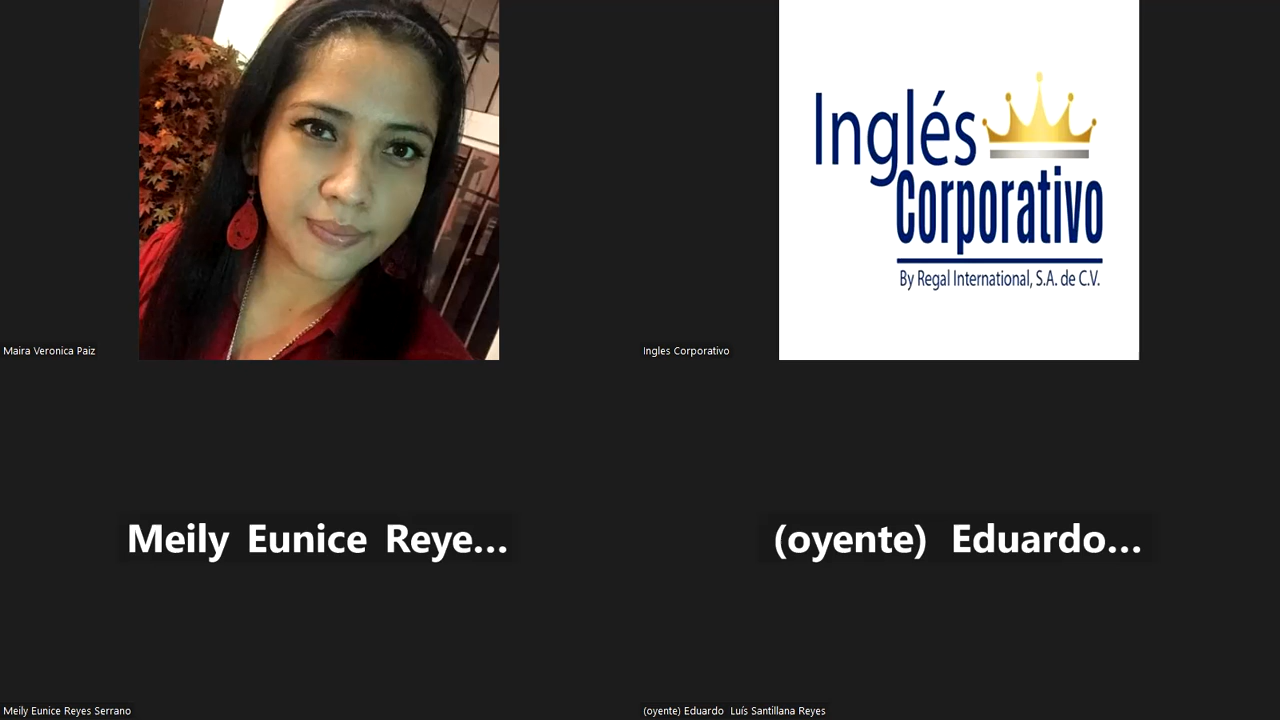 Inglés
Corporativo
By Regal International, S.A. de C.V.
Maira Veronica Paiz
Ingles Corporativo
Meily Eunice Reye...
(oyente) Eduardo...
Meily Eunice Reyes Serrano
(oyente) Eduardo Luís Santillana Reyes